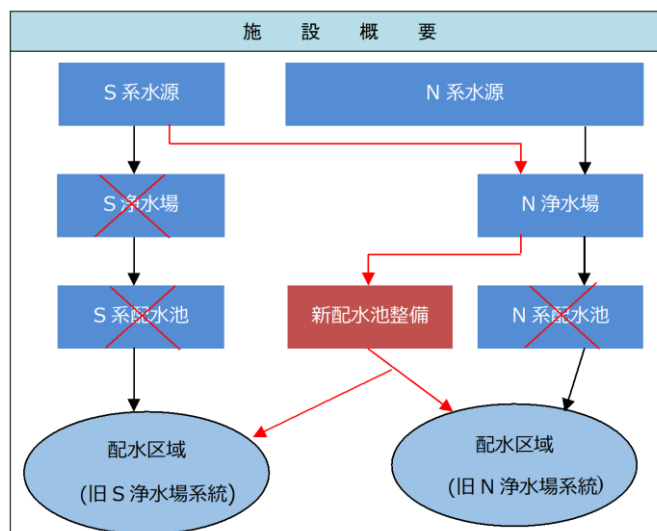 施 設 概 要
S 系水源
N 系水源
S 浄水場
N 浄水場
S 系配水池
新配水池整備
N 系配水池
配水区域
(旧 S 浄水場系統)
配水区域
(旧 N 浄水場系統)